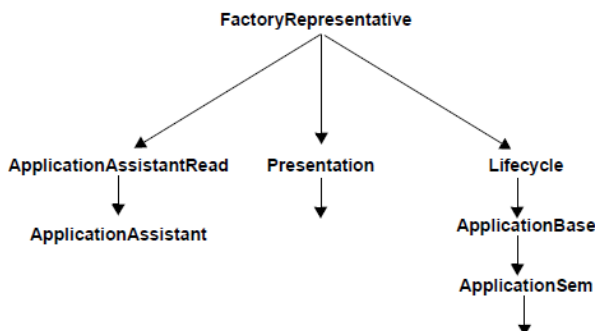 FactoryRepresentative
ApplicationAssistantRead
Presentation
Lifecycle
ApplicationAssistant
ApplicationBase
ApplicationSem